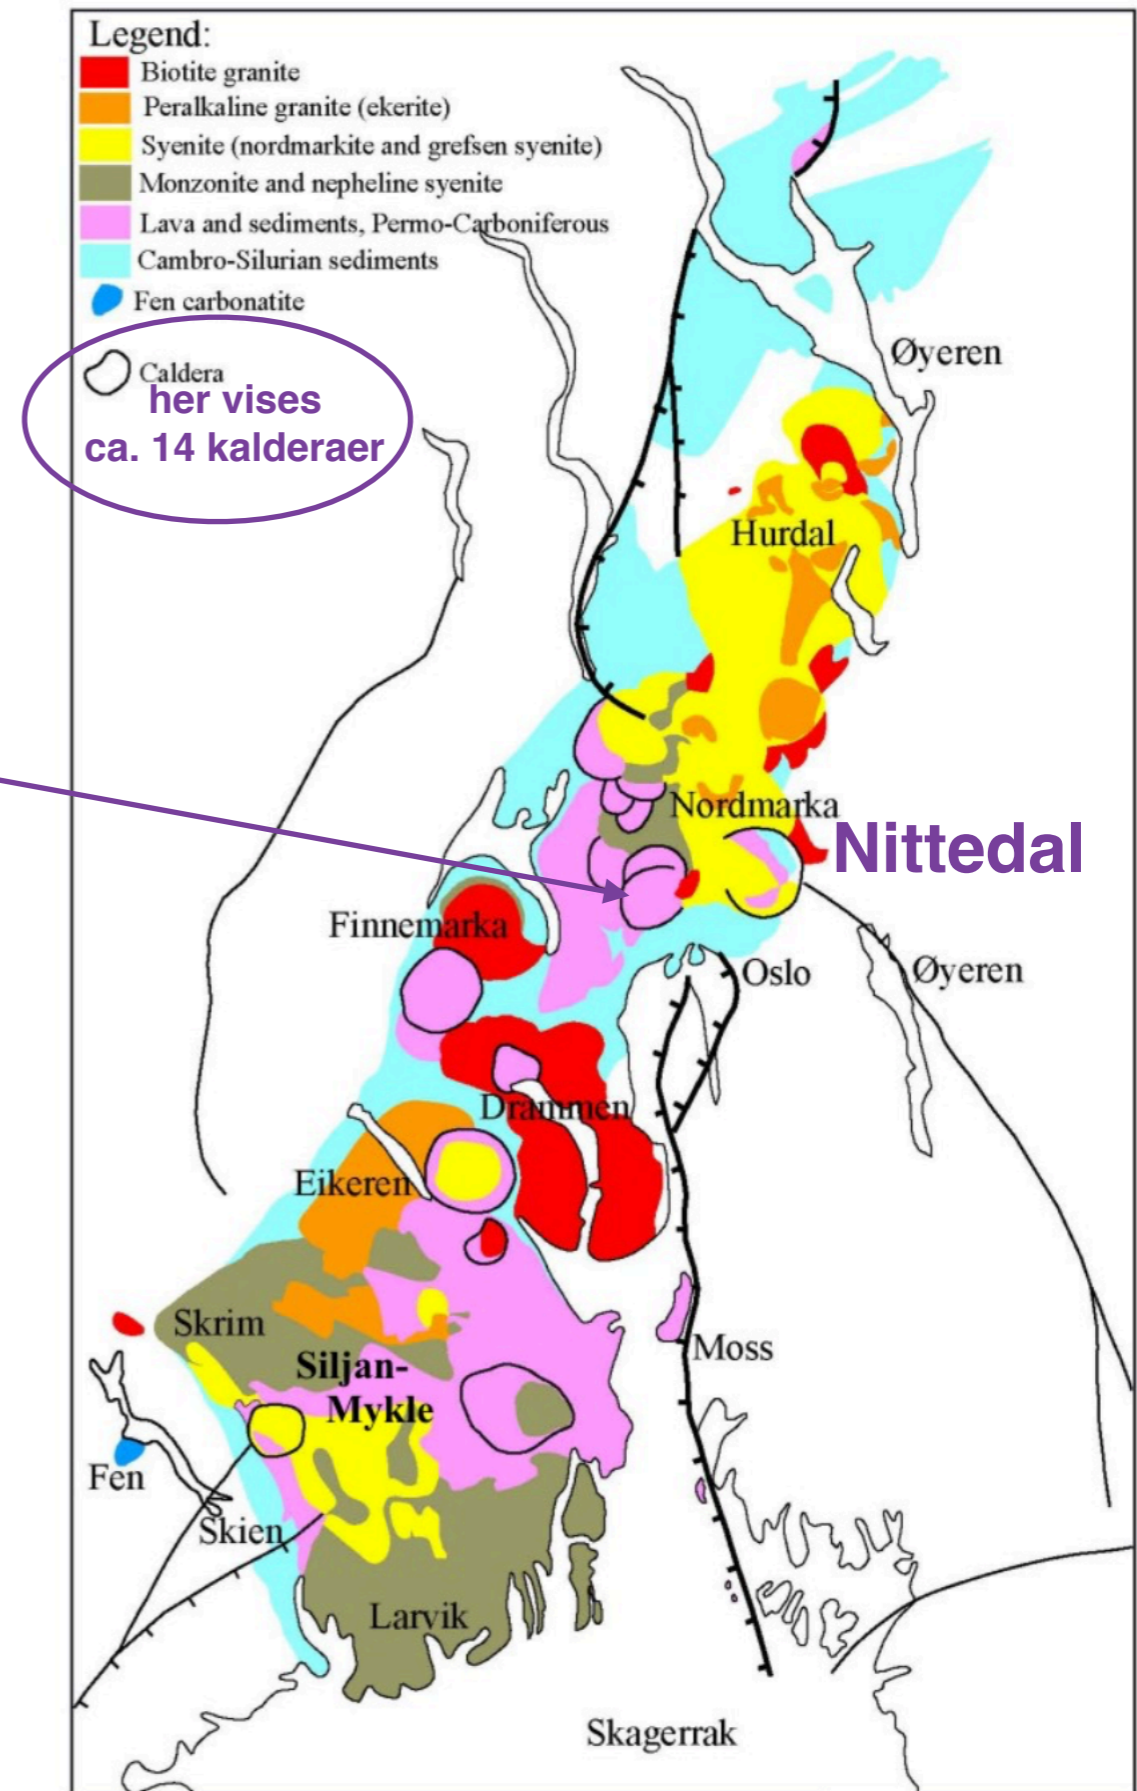 Legend:
Biotite granite
Peralkaline granite (ekerite)
Syenite (nordmarkite and grefsen syenite)
Monzonite and nepheline syenite
Lava and sediments, Permo-Carboniferous
Cambro-Silurian sediments
Fen carbonatite
Caldera
her vises
ca. 14 kalderaer
Øyeren
Hurdal
Nordmarka
Nittedal
Finnemarka
Oslo
Øyeren
Drammen
Eikeren
Skrim
Moss
Siljan-
Mykle
Fen
Skien
Larvik
Skagerrak